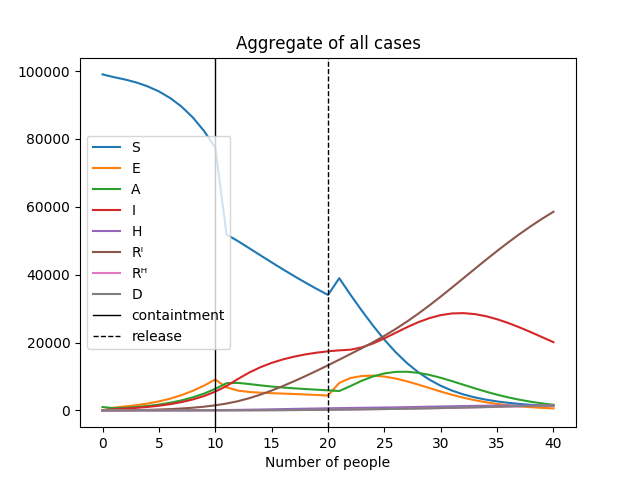 Aggregate of all cases
100000
80000
60000
40000
20000
0
S
E
A
I
H
Rᴵ
Rᴴ
D
containtment
release
0 5 10 15 20 25 30 35 40
Number of people